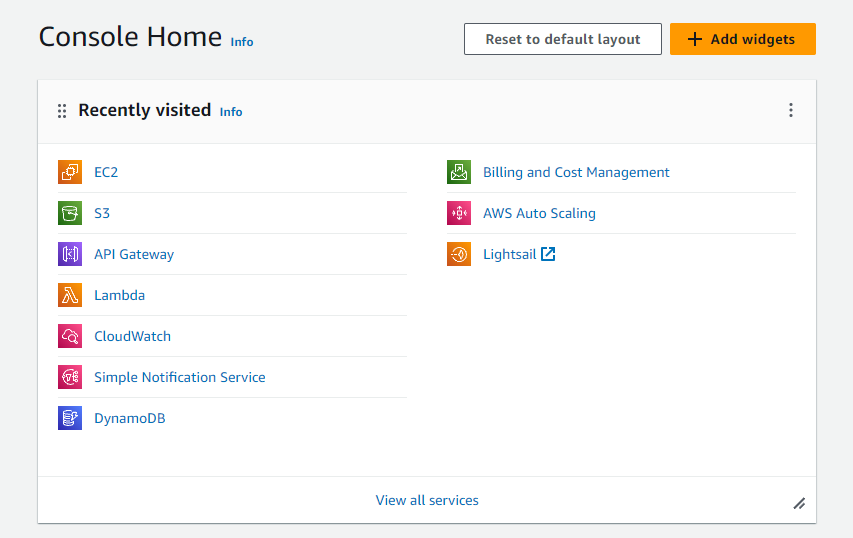 Console Home Info
Reset to default layout
Add widgets
Recently visited Info
EC2
S3
API Gateway
Lambda
CloudWatch
Simple Notification Service
DynamoDB
Billing and Cost Management
AWS Auto Scaling
Lightsail
View all services